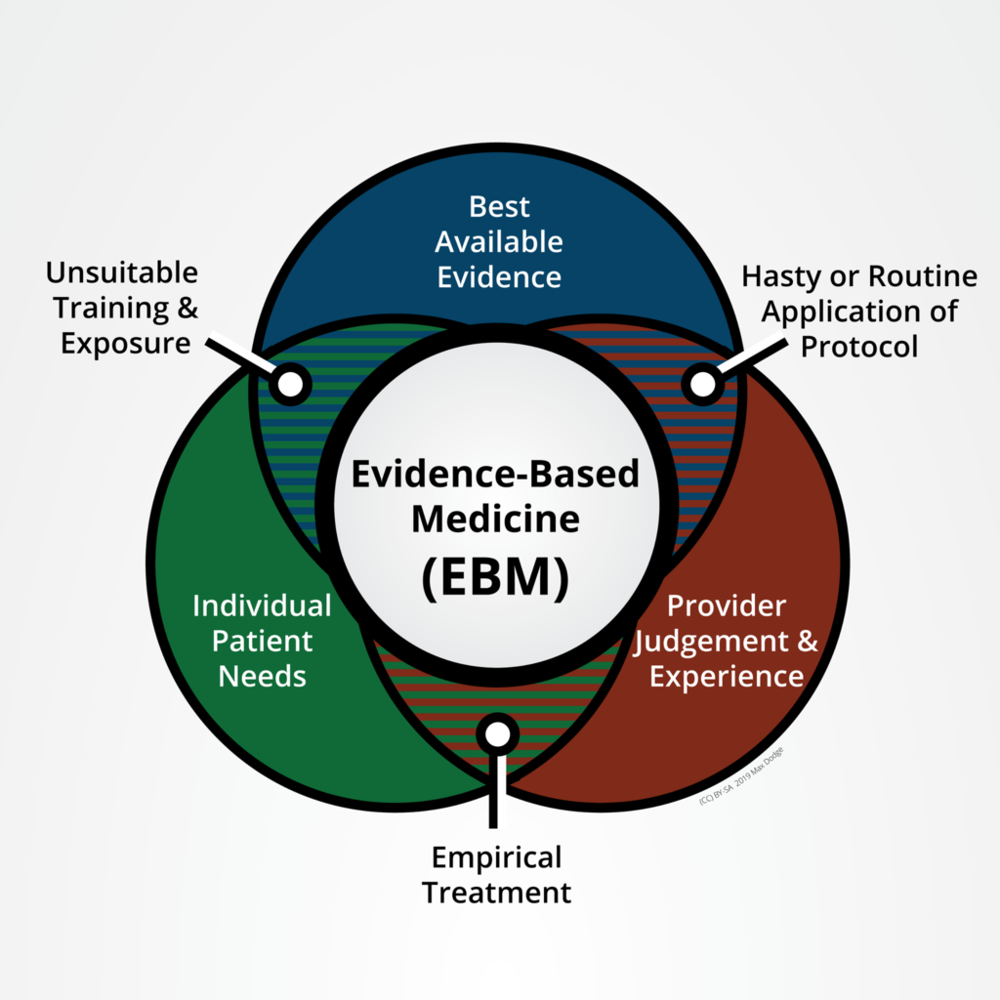 Best
Available
Evidence
Unsuitable
Training &
Exposure
Hasty or Routine
Application of
Protocol
Evidence-Based
Medicine
(EBM)
Individual
Patient
Needs
Provider
Judgement &
Experience
(CC) BY-SA 2019 Max Dodge
Empirical
Treatment